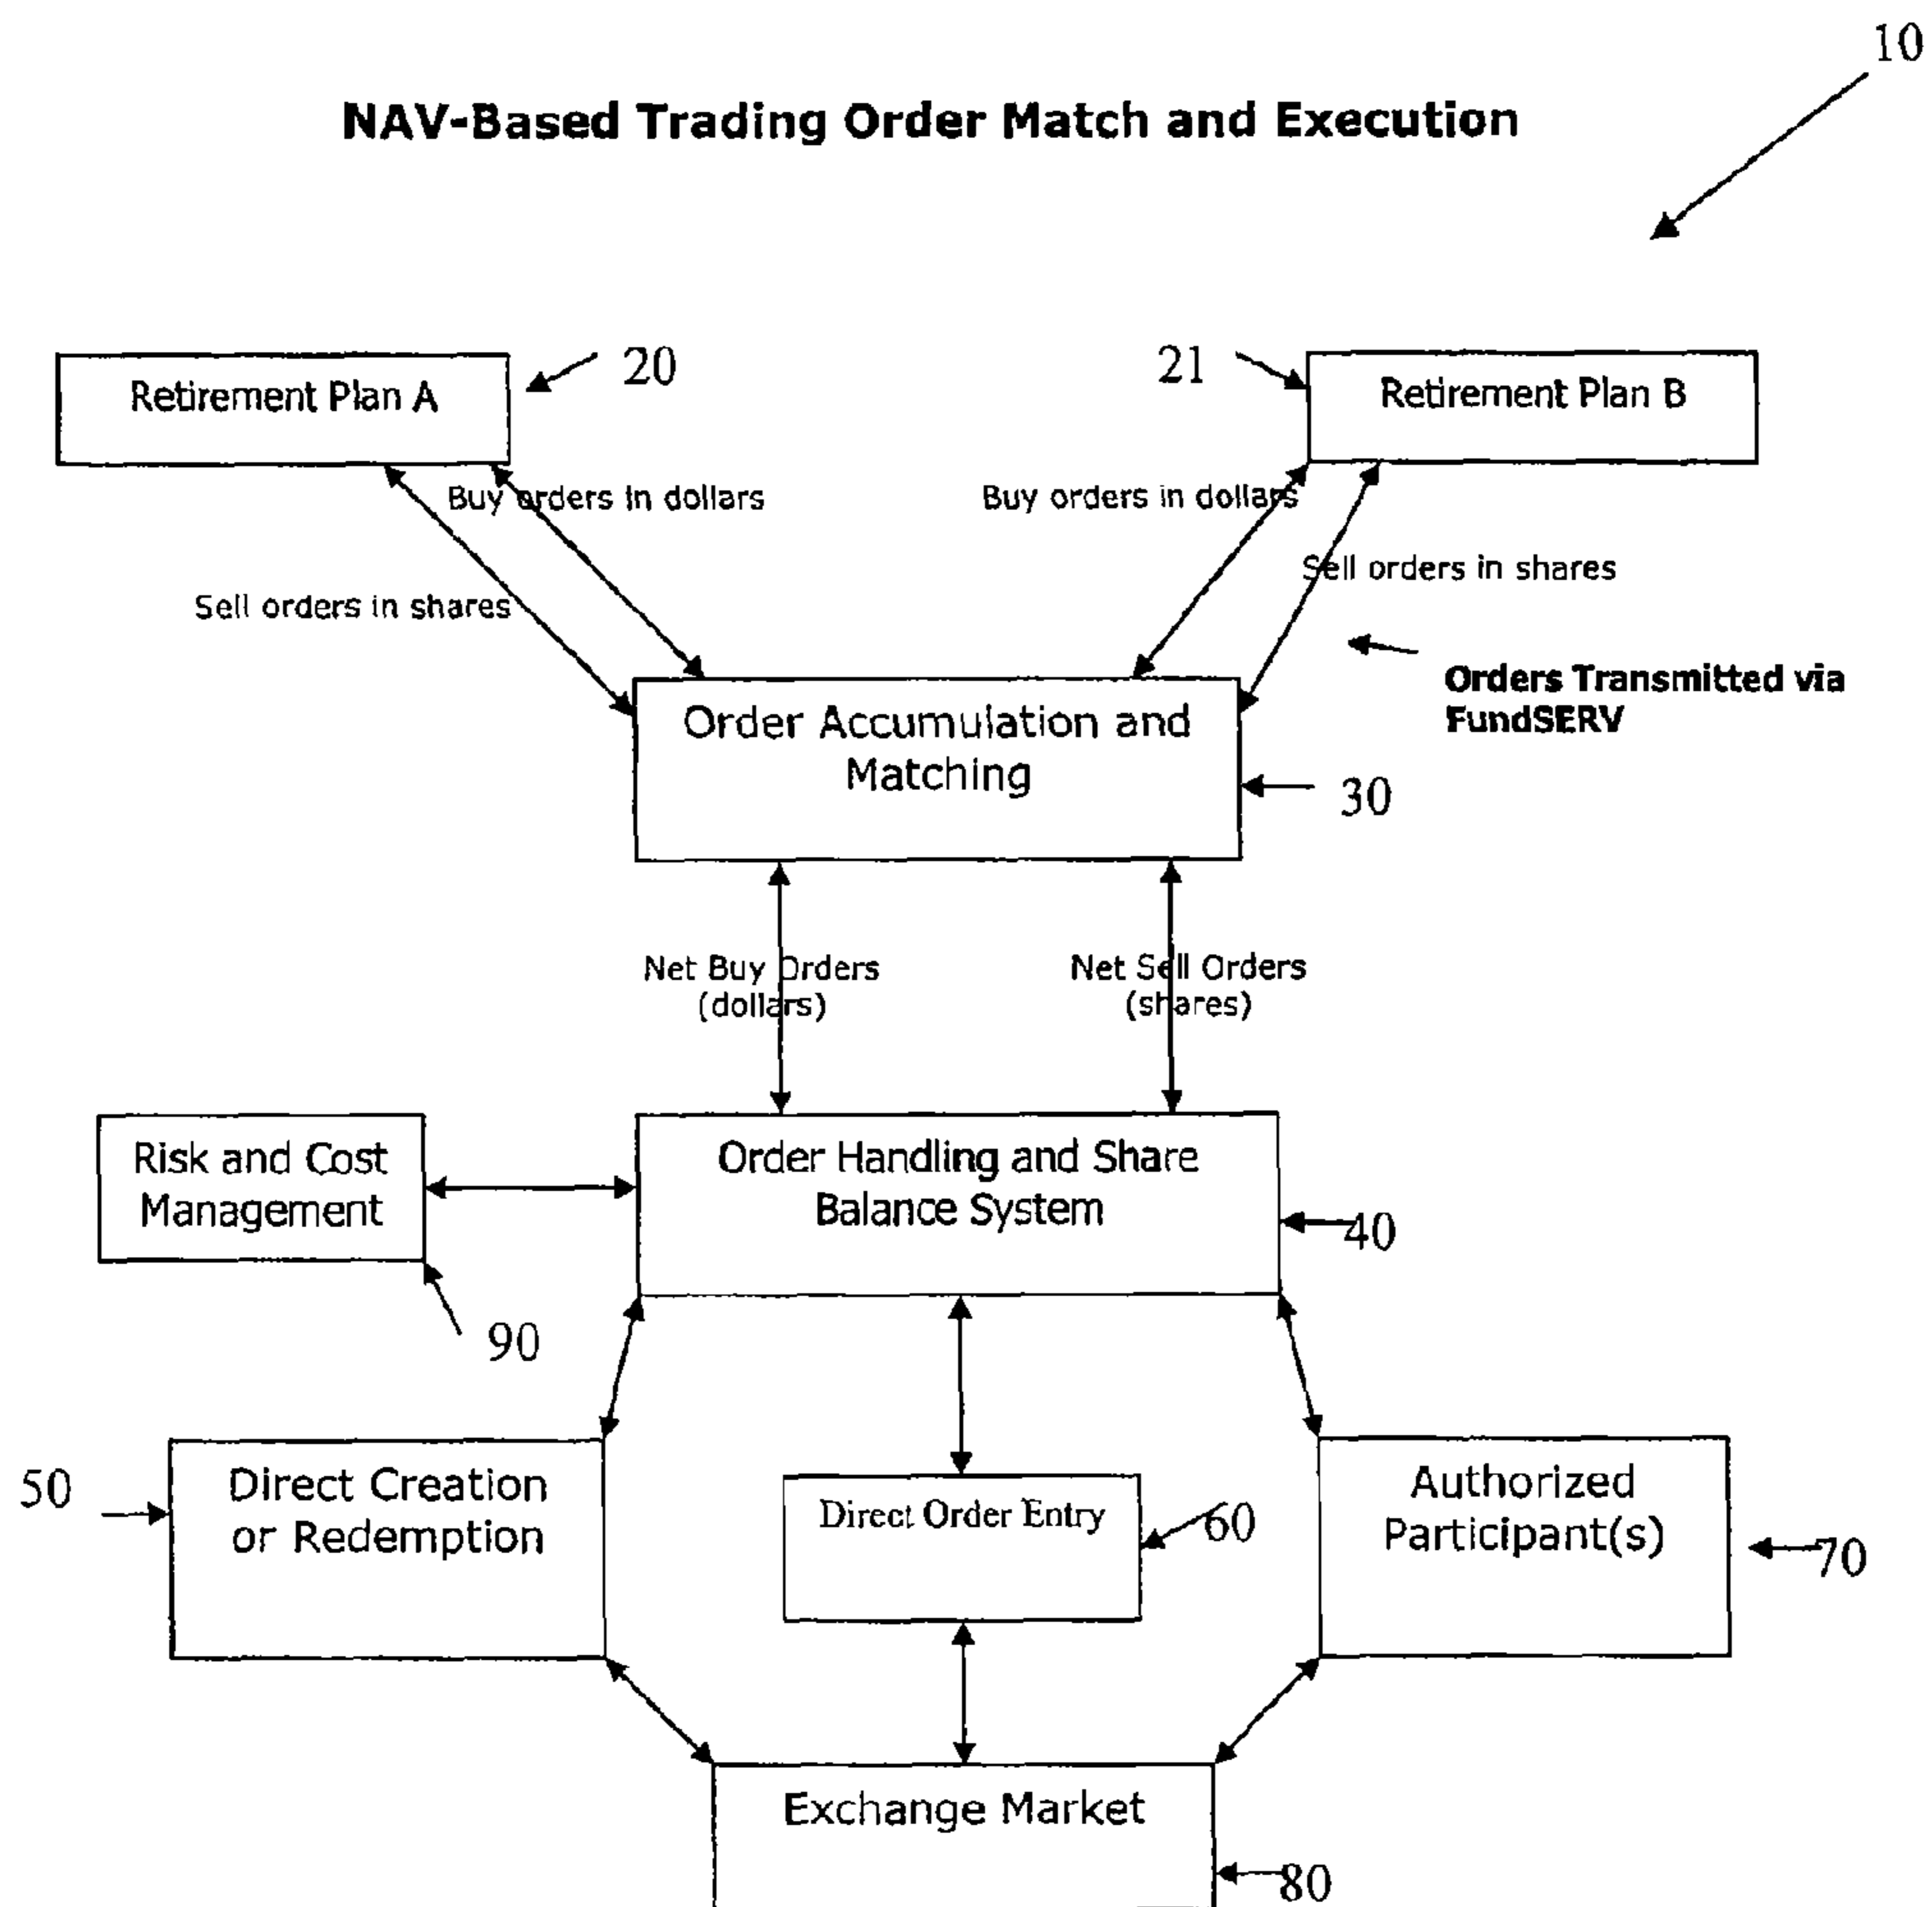 10
NAV-Based Trading Order Match and Execution
Retirement Plan A
20
21
Retirement Plan B
Buy orders in dollars
Buy orders in dollars
Sell orders in shares
Sell orders in shares
Orders Transmitted via
FundSERV
Order Accumulation and
Matching
30
Net Buy Orders
(dollars)
Net Sell Orders
(shares)
Risk and Cost
Management
90
Order Handling and Share
Balance System
40
50
Direct Creation
or Redemption
Direct Order Entry
60
Authorized
Participant(s)
70
Exchange Market
80